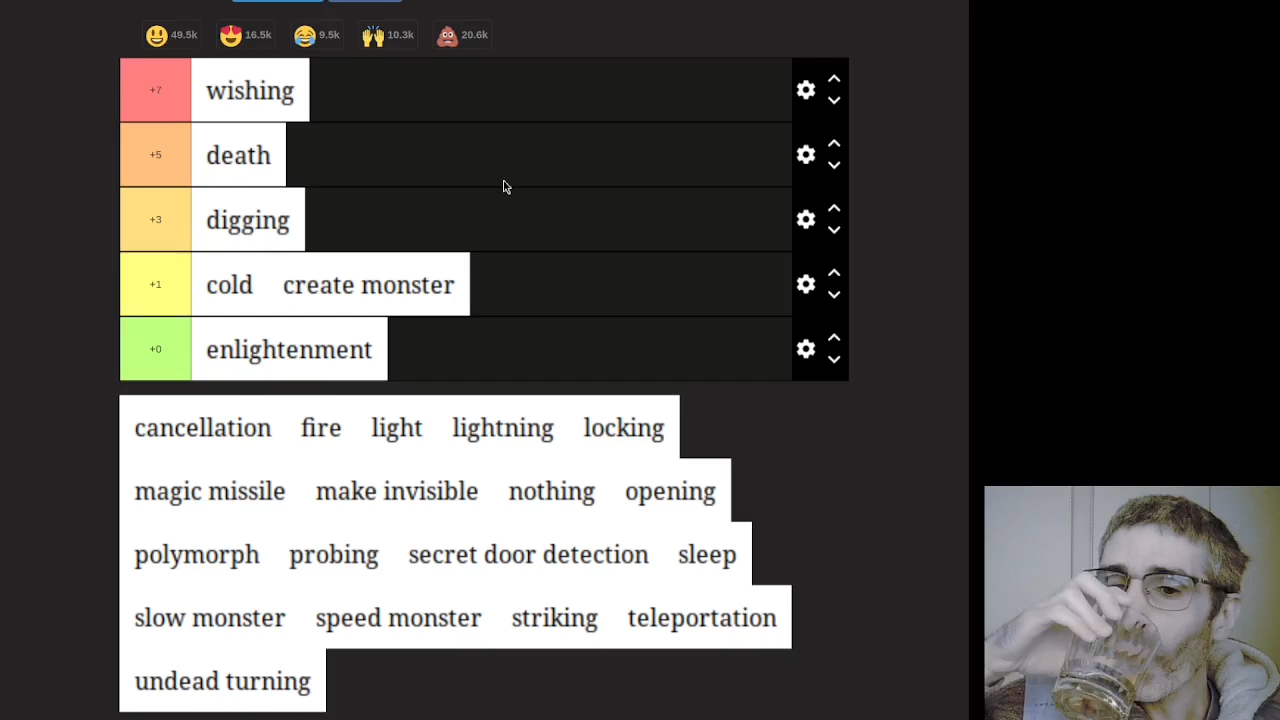 49.5k 16.5k 9.5k 10.3k 20.6k
+7 wishing
+5 death
+3 digging
+1 cold create monster
+0 enlightenment
cancellation fire light lightning locking
magic missile make invisible nothing opening
polymorph probing secret door detection sleep
slow monster speed monster striking teleportation
undead turning